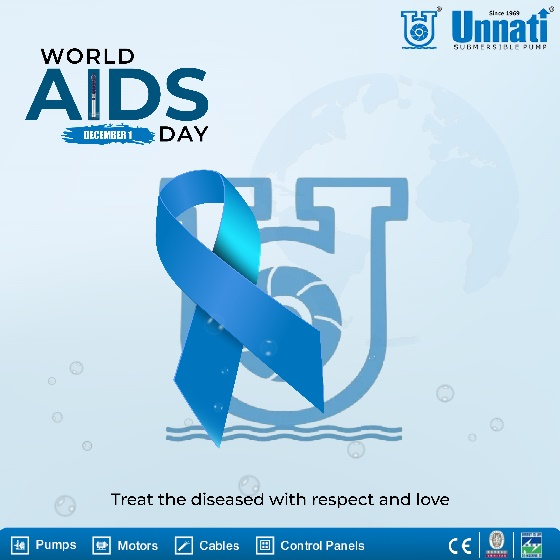 Since 1969
Unnati
SUBMERSIBLE PUMP
WORLD
AIDS
DECEMBER 1
DAY
Treat the diseased with respect and love
Pumps
Motors
Cables
Control Panels
CE